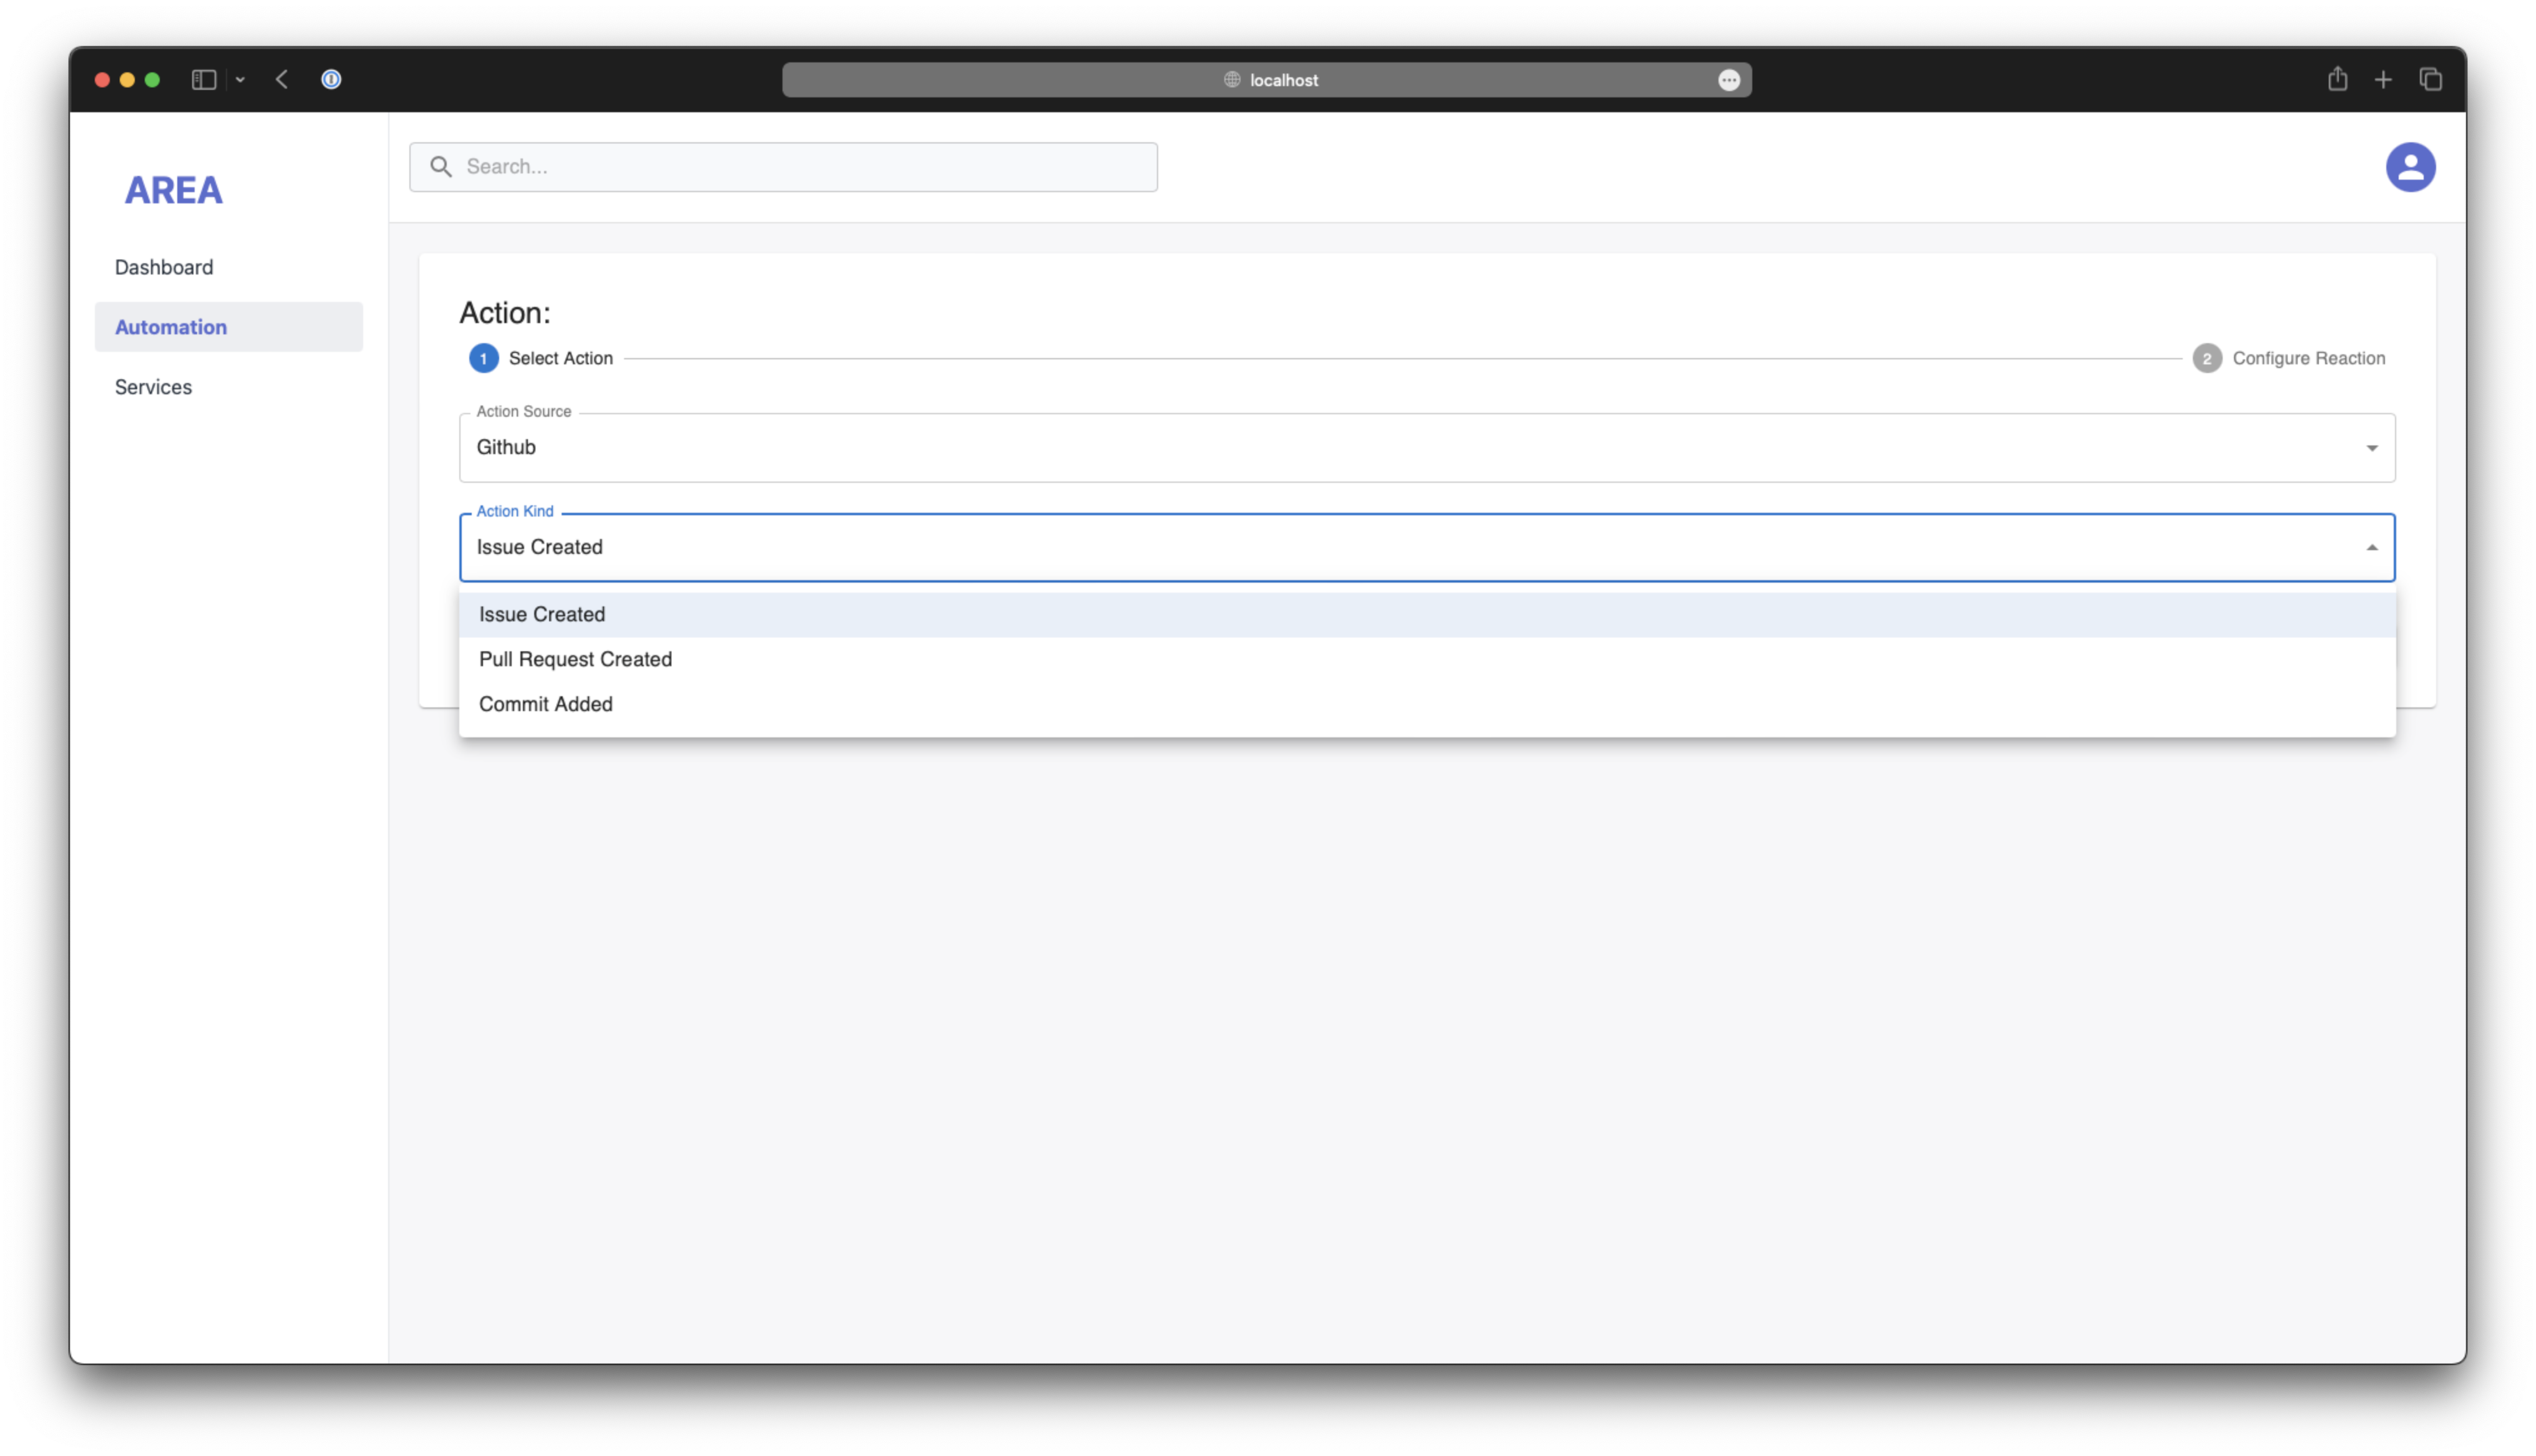 localhost
AREA
Search...
Dashboard
Automation
Services
Action:
1 Select Action
2 Configure Reaction
Action Source
Github
Action Kind
Issue Created
Issue Created
Pull Request Created
Commit Added